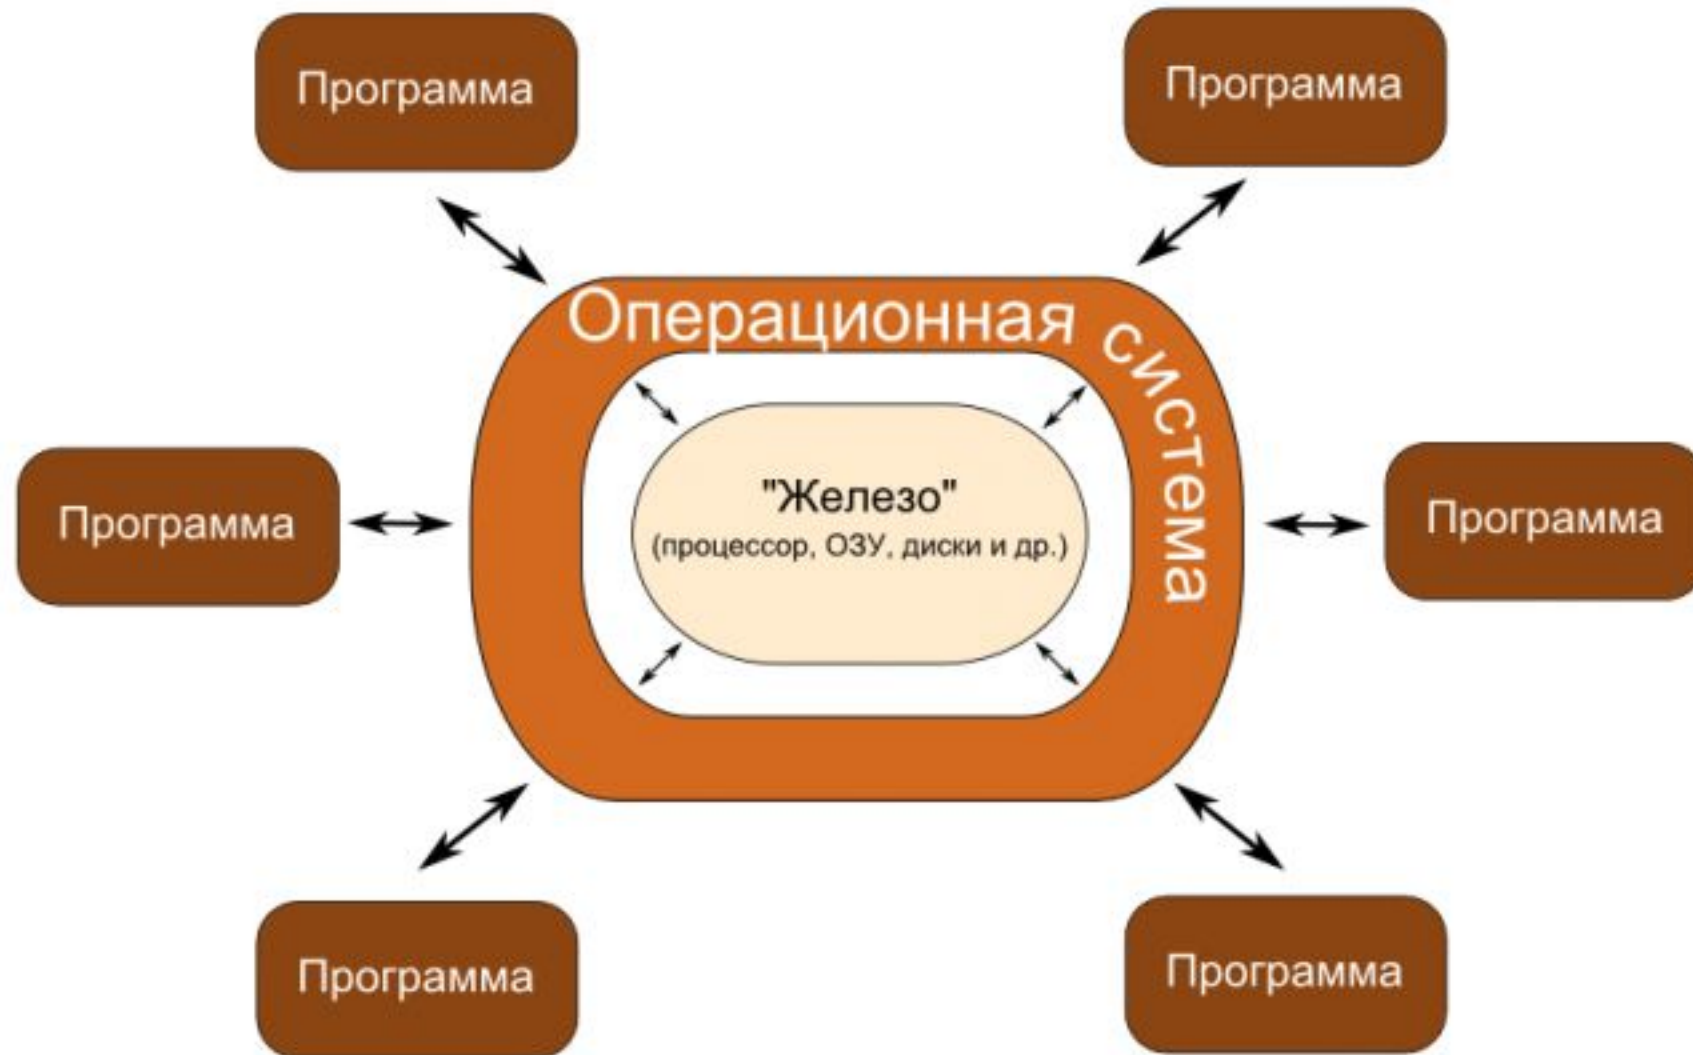 Программа
Программа
Операционная система
"Железо"
(процессор, ОЗУ, диски и др.)
Программа
Программа
Программа
Программа